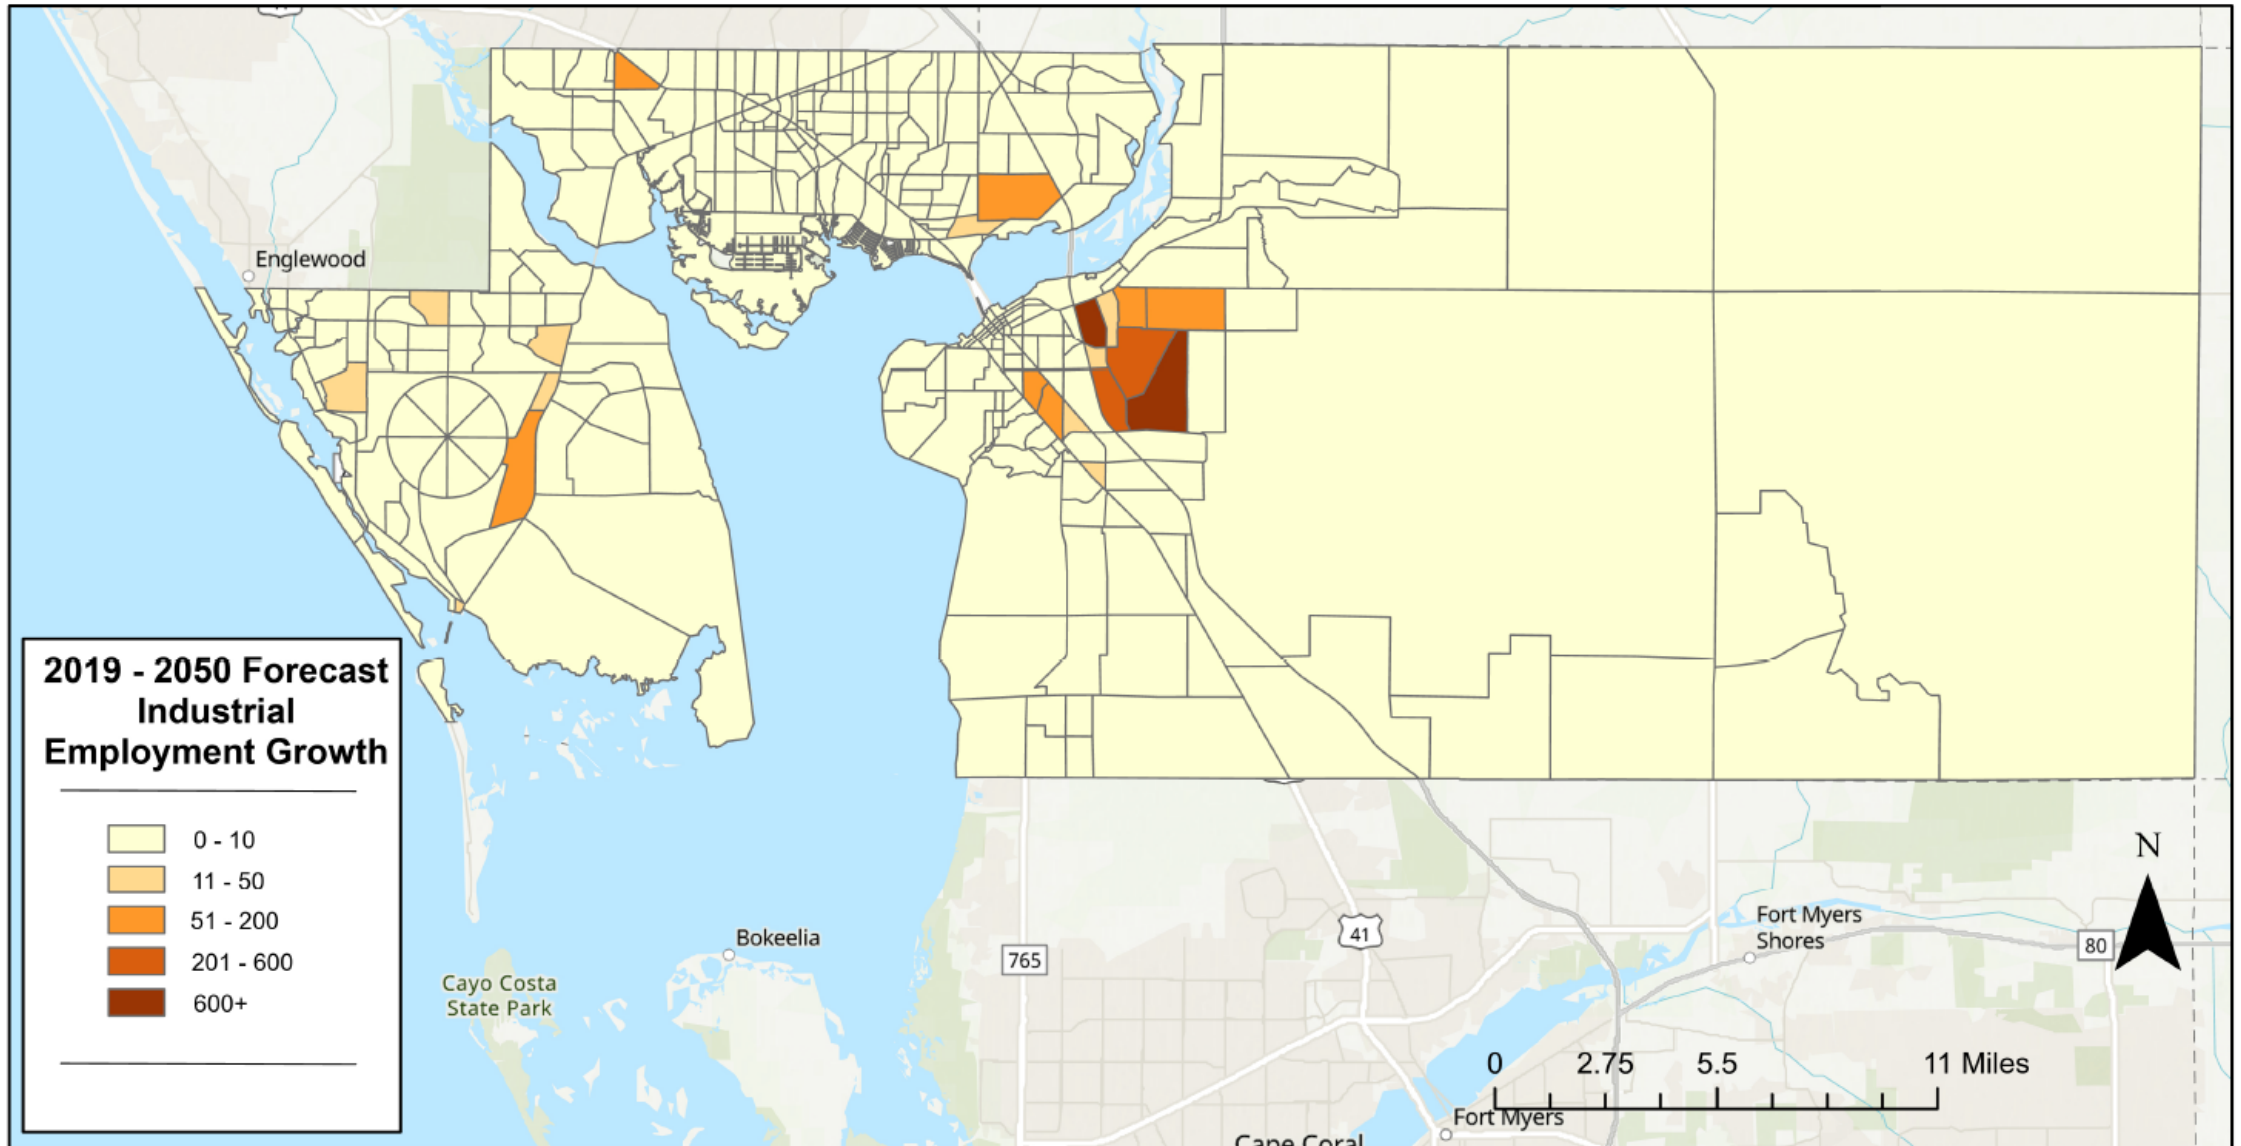 Englewood
2019 - 2050 Forecast
Industrial
Employment Growth
0 - 10
11 - 50
51 - 200
201 - 600
600+
Bokeelia
Cayo Costa
State Park
765
41
Fort Myers
Shores
80
N
0 2.75 5.5 11 Miles
Fort Myers
Cape Coral